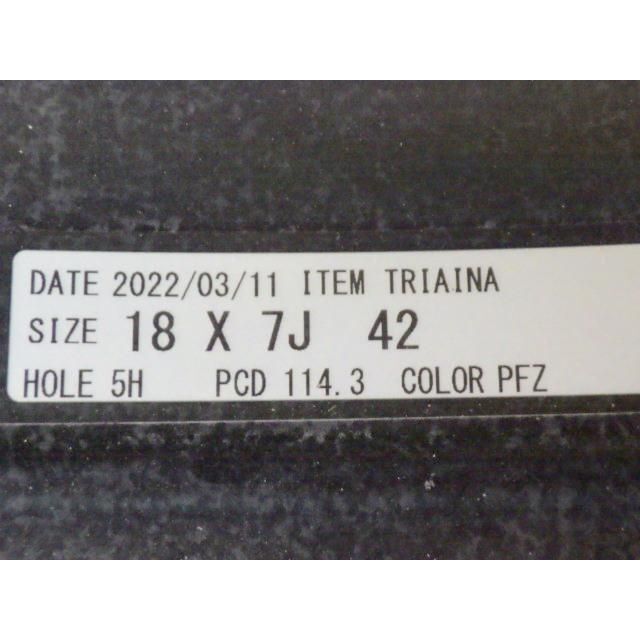 DATE 2022/03/11 ITEM TRIAINA
SIZE 18 X 7J 42
HOLE 5H PCD 114.3 COLOR PFZ